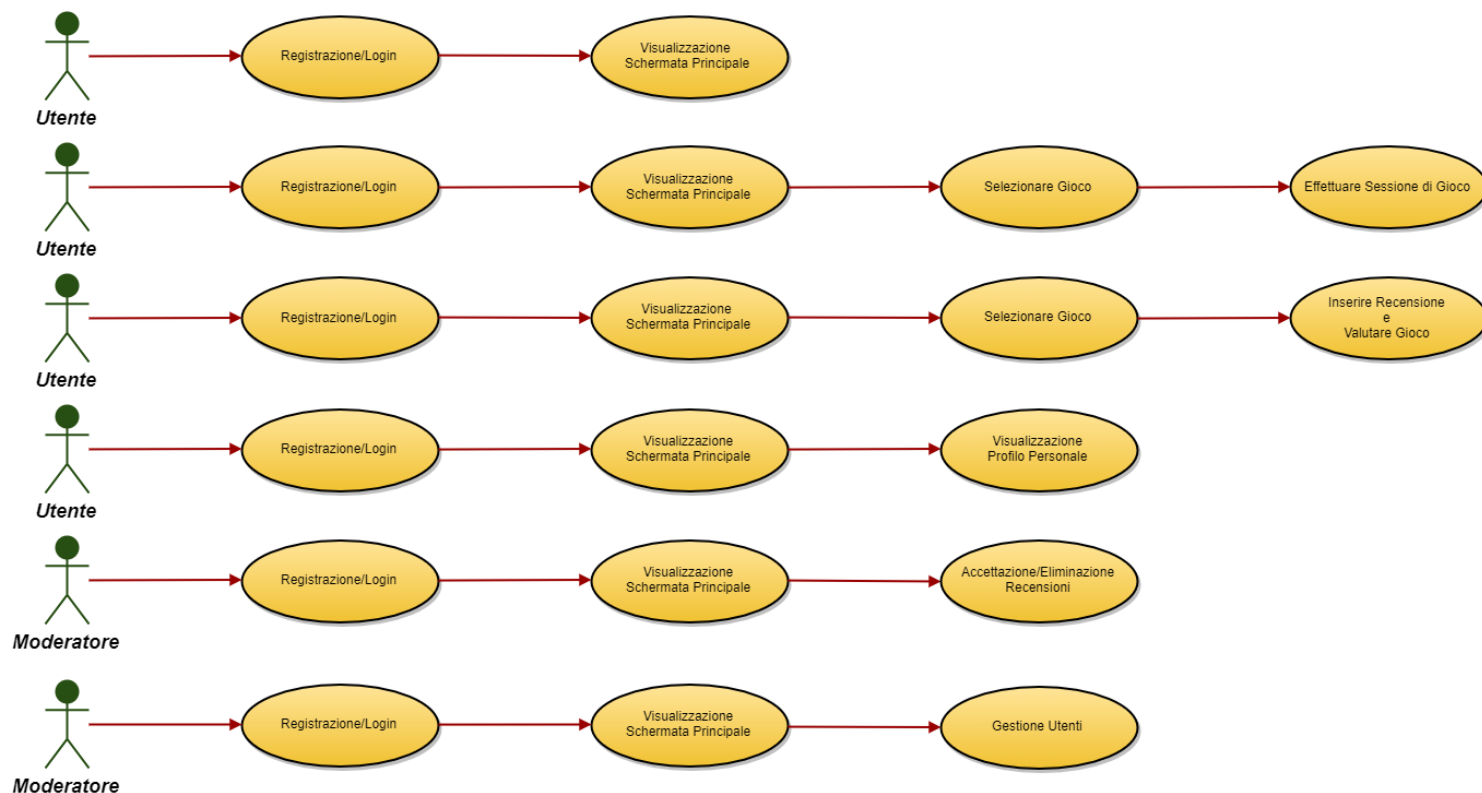 Registrazione/Login
Visualizzazione
Schermata Principale
Utente
Registrazione/Login
Visualizzazione
Schermata Principale
Selezionare Gioco
Effettuare Sessione di Gioco
Utente
Registrazione/Login
Visualizzazione
Schermata Principale
Selezionare Gioco
Inserire Recensione
e
Valutare Gioco
Utente
Registrazione/Login
Visualizzazione
Schermata Principale
Visualizzazione
Profilo Personale
Utente
Registrazione/Login
Visualizzazione
Schermata Principale
Accettazione/Eliminazione
Recensioni
Moderatore
Registrazione/Login
Visualizzazione
Schermata Principale
Gestione Utenti
Moderatore